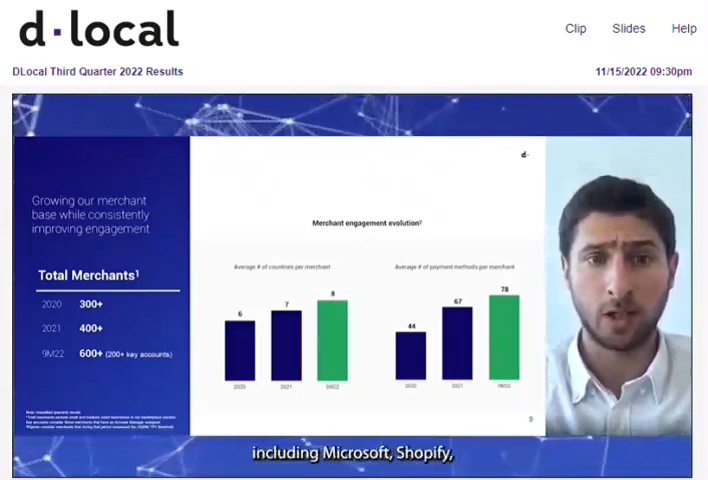 d·local
Clip Slides Help
DLocal Third Quarter 2022 Results
11/15/2022 09:30pm
d·
Growing our merchant
base while consistently
improving engagement
Total Merchants¹
2020 300+
2021 400+
9M22 600+ (200+ key accounts)
Merchant engagement evolution²
Average # of countries per merchant
6
7
8
2020 2021 9M22
Average # of payment methods per merchant
44
67
78
2020 2021 9M22
9
including Microsoft, Shopify,